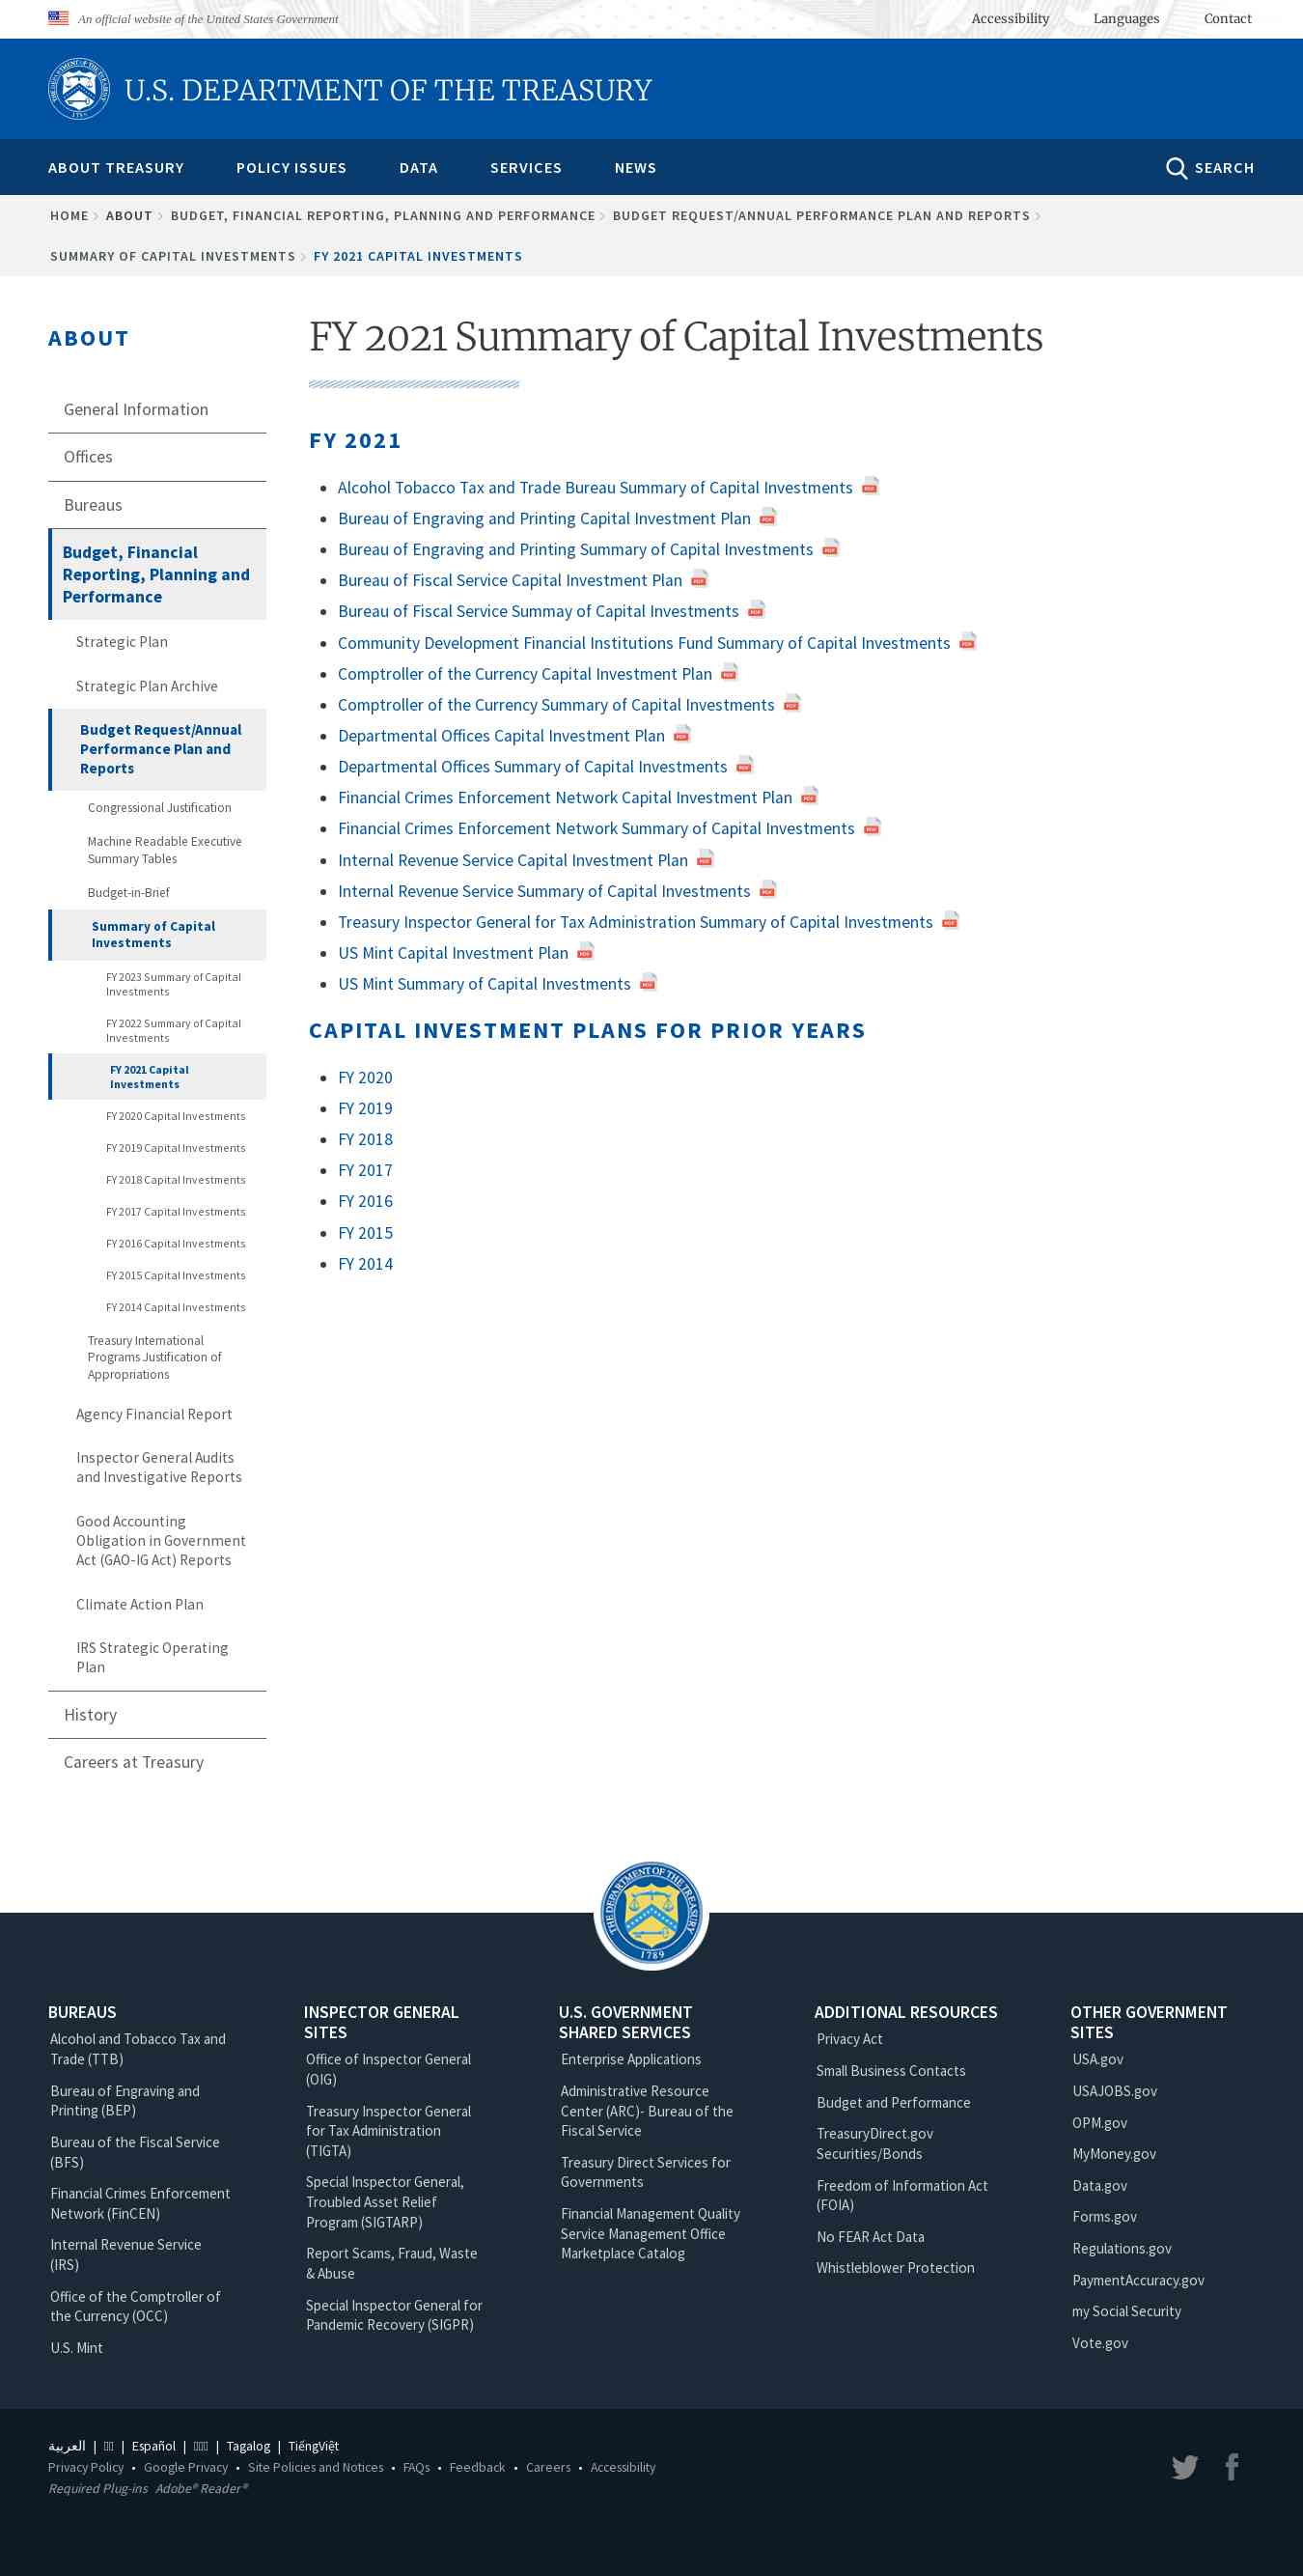 An official website of the United States Government
Accessibility Languages Contact
U.S. DEPARTMENT OF THE TREASURY
ABOUT TREASURY POLICY ISSUES DATA SERVICES NEWS SEARCH
HOME ABOUT BUDGET, FINANCIAL REPORTING, PLANNING AND PERFORMANCE BUDGET REQUEST/ANNUAL PERFORMANCE PLAN AND REPORTS
SUMMARY OF CAPITAL INVESTMENTS FY 2021 CAPITAL INVESTMENTS
ABOUT
General Information
Offices
Bureaus
Budget, Financial
Reporting, Planning and
Performance
Strategic Plan
Strategic Plan Archive
Budget Request/Annual
Performance Plan and
Reports
Congressional Justification
Machine Readable Executive
Summary Tables
Budget-in-Brief
Summary of Capital
Investments
FY 2023 Summary of Capital
Investments
FY 2022 Summary of Capital
Investments
FY 2021 Capital
Investments
FY 2020 Capital Investments
FY 2019 Capital Investments
FY 2018 Capital Investments
FY 2017 Capital Investments
FY 2016 Capital Investments
FY 2015 Capital Investments
FY 2014 Capital Investments
Treasury International
Programs Justification of
Appropriations
Agency Financial Report
Inspector General Audits
and Investigative Reports
Good Accounting
Obligation in Government
Act (GAO-IG Act) Reports
Climate Action Plan
IRS Strategic Operating
Plan
History
Careers at Treasury
FY 2021 Summary of Capital Investments
FY 2021
Alcohol Tobacco Tax and Trade Bureau Summary of Capital Investments
Bureau of Engraving and Printing Capital Investment Plan
Bureau of Engraving and Printing Summary of Capital Investments
Bureau of Fiscal Service Capital Investment Plan
Bureau of Fiscal Service Summay of Capital Investments
Community Development Financial Institutions Fund Summary of Capital Investments
Comptroller of the Currency Capital Investment Plan
Comptroller of the Currency Summary of Capital Investments
Departmental Offices Capital Investment Plan
Departmental Offices Summary of Capital Investments
Financial Crimes Enforcement Network Capital Investment Plan
Financial Crimes Enforcement Network Summary of Capital Investments
Internal Revenue Service Capital Investment Plan
Internal Revenue Service Summary of Capital Investments
Treasury Inspector General for Tax Administration Summary of Capital Investments
US Mint Capital Investment Plan
US Mint Summary of Capital Investments
CAPITAL INVESTMENT PLANS FOR PRIOR YEARS
FY 2020
FY 2019
FY 2018
FY 2017
FY 2016
FY 2015
FY 2014
THE DEPARTMENT OF THE TREASURY
1789
BUREAUS
Alcohol and Tobacco Tax and
Trade (TTB)
Bureau of Engraving and
Printing (BEP)
Bureau of the Fiscal Service
(BFS)
Financial Crimes Enforcement
Network (FinCEN)
Internal Revenue Service
(IRS)
Office of the Comptroller of
the Currency (OCC)
U.S. Mint
INSPECTOR GENERAL
SITES
Office of Inspector General
(OIG)
Treasury Inspector General
for Tax Administration
(TIGTA)
Special Inspector General,
Troubled Asset Relief
Program (SIGTARP)
Report Scams, Fraud, Waste
& Abuse
Special Inspector General for
Pandemic Recovery (SIGPR)
U.S. GOVERNMENT
SHARED SERVICES
Enterprise Applications
Administrative Resource
Center (ARC)- Bureau of the
Fiscal Service
Treasury Direct Services for
Governments
Financial Management Quality
Service Management Office
Marketplace Catalog
ADDITIONAL RESOURCES
Privacy Act
Small Business Contacts
Budget and Performance
TreasuryDirect.gov
Securities/Bonds
Freedom of Information Act
(FOIA)
No FEAR Act Data
Whistleblower Protection
OTHER GOVERNMENT
SITES
USA.gov
USAJOBS.gov
OPM.gov
MyMoney.gov
Data.gov
Forms.gov
Regulations.gov
PaymentAccuracy.gov
my Social Security
Vote.gov
العربية | | Español | | Tagalog | TiếngViệt
Privacy Policy • Google Privacy • Site Policies and Notices • FAQs • Feedback • Careers • Accessibility
Required Plug-ins Adobe® Reader®